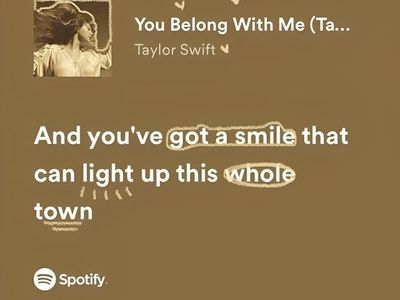 You Belong With Me (Ta...
Taylor Swift
And you've got a smile that
can light up this whole
town
Spotify